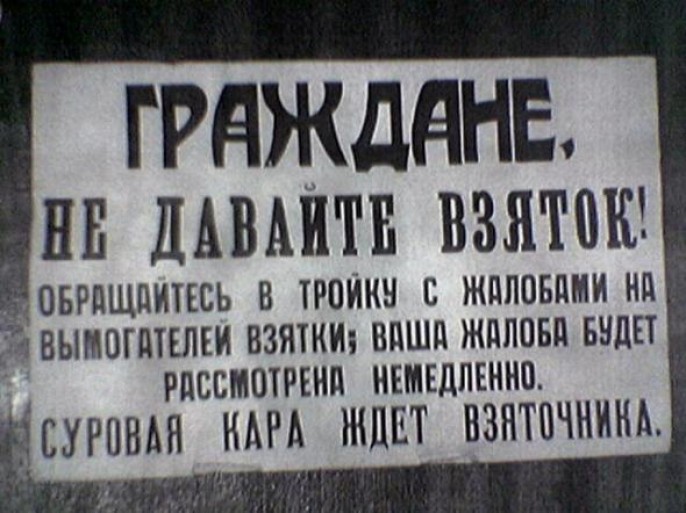 ГРАЖДАНЕ,
НЕ ДАВАЙТЕ ВЗЯТОК!
ОБРАЩАЙТЕСЬ В ТРОЙКУ С ЖАЛОБАМИ НА
ВЫМОГАТЕЛЕЙ ВЗЯТКИ; ВАША ЖАЛОБА БУДЕТ
РАССМОТРЕНА НЕМЕДЛЕННО.
СУРОВАЯ КАРА ЖДЕТ ВЗЯТОЧНИКА.